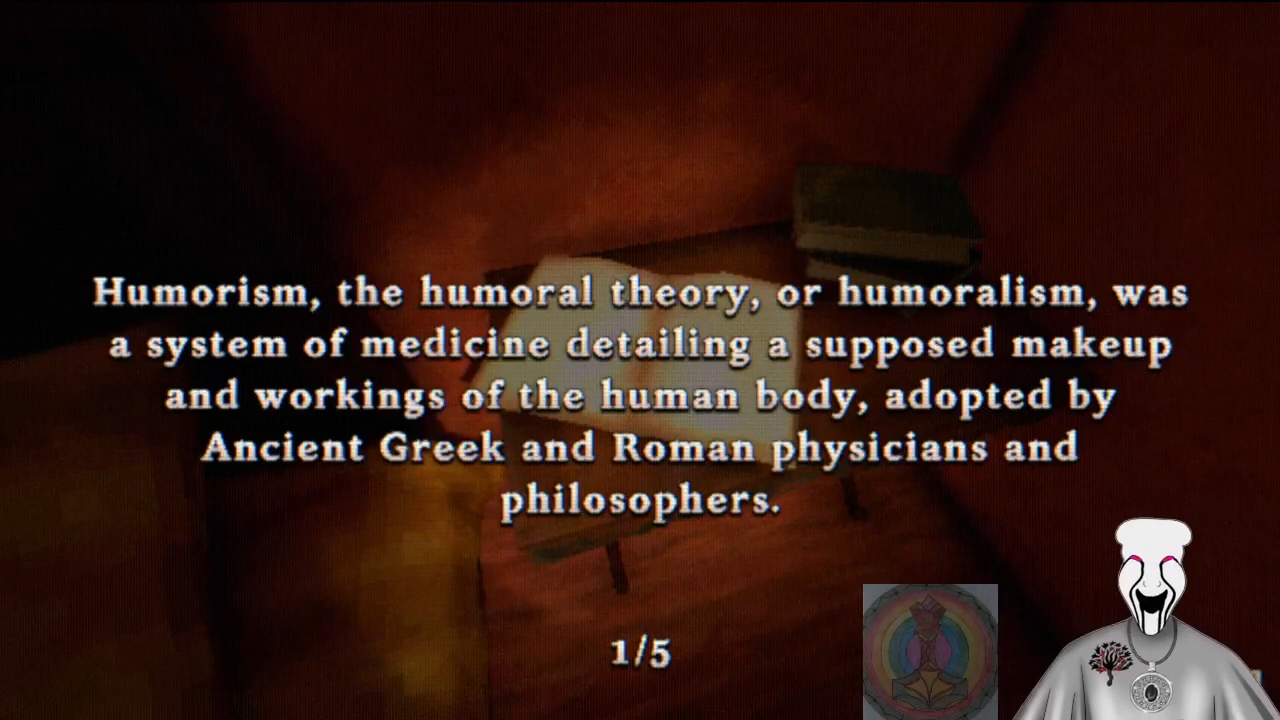 Humorism, the humoral theory, or humoralism, was
a system of medicine detailing a supposed makeup
and workings of the human body, adopted by
Ancient Greek and Roman physicians and
philosophers.
1/5